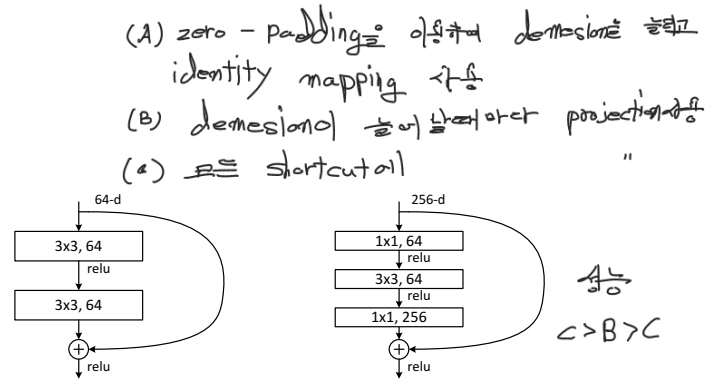 (A) zero - padding을 이용하여 demesion을 늘리고
identity mapping 사용
(B) demesion이 늘어날때마다 projection사용
(c) 모든 shortcut에 "
64-d
3x3, 64
relu
3x3, 64
+
relu
256-d
1x1, 64
relu
3x3, 64
relu
1x1, 256
+
relu
성능
C>B>C